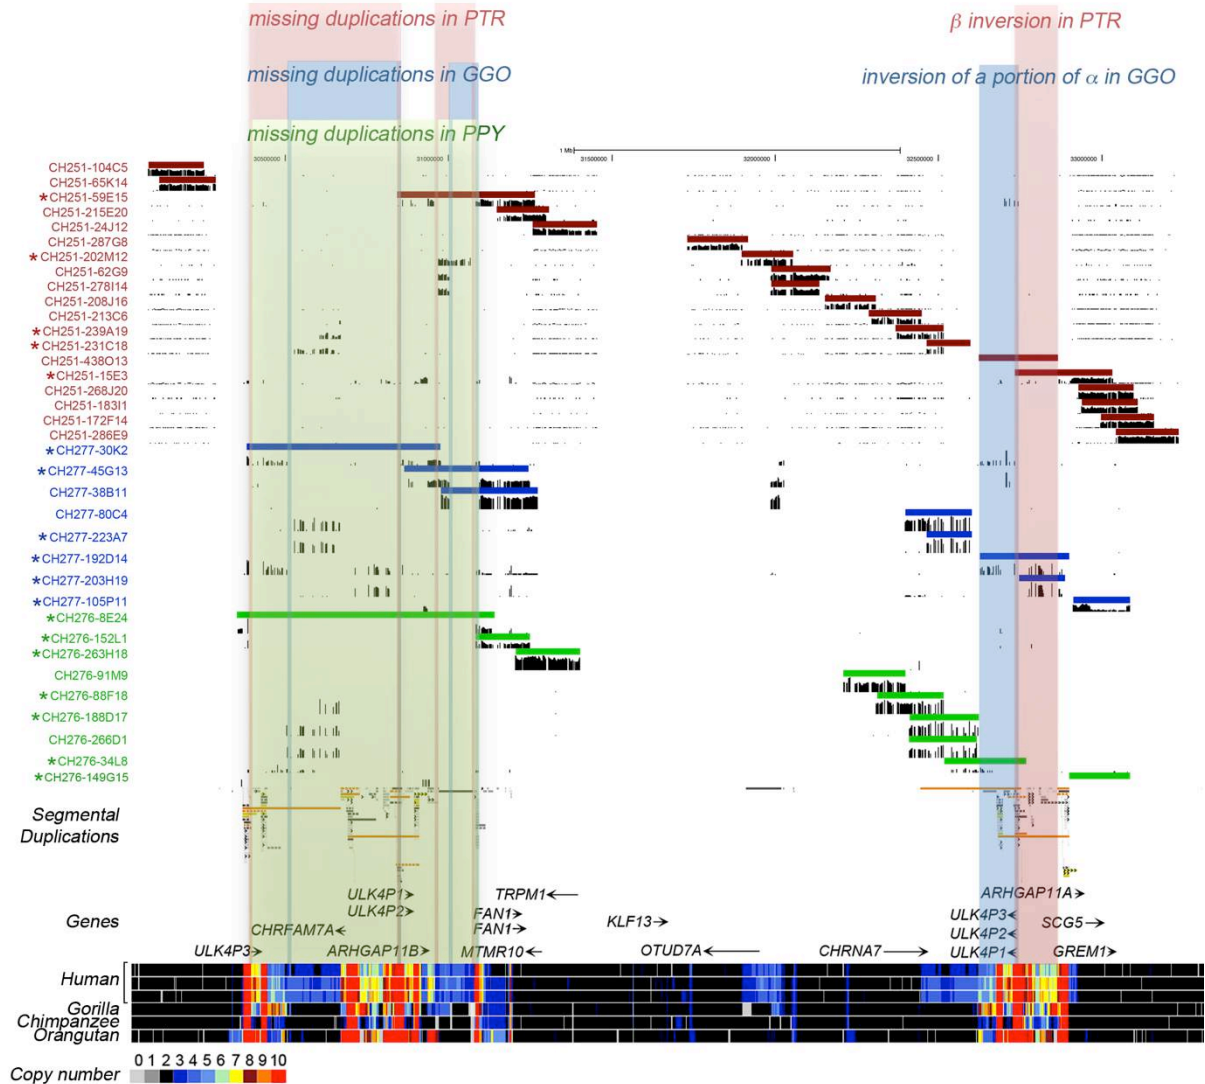 missing duplications in PTR
β inversion in PTR
missing duplications in GGO
inversion of a portion of α in GGO
missing duplications in PPY
1 Mb
30500000 31000000 31500000 32000000 32500000 33000000
CH251-104C5
CH251-65K14
*CH251-59E15
CH251-215E20
CH251-24J12
CH251-287G8
*CH251-202M12
CH251-62G9
CH251-278I14
CH251-208J16
CH251-213C6
*CH251-239A19
*CH251-231C18
CH251-438O13
*CH251-15E3
CH251-268J20
CH251-183I1
CH251-172F14
CH251-286E9
*CH277-30K2
*CH277-45G13
CH277-38B11
CH277-80C4
*CH277-223A7
*CH277-192D14
*CH277-203H19
*CH277-105P11
*CH276-8E24
*CH276-152L1
*CH276-263H18
CH276-91M9
*CH276-88F18
*CH276-188D17
CH276-266D1
*CH276-34L8
*CH276-149G15
Segmental
Duplications
Genes
ULK4P1 TRPM1 ARHGAP11A
ULK4P2 FAN1 KLF13 ULK4P3 SCG5
CHRFAM7A FAN1 ULK4P2
ULK4P3 ARHGAP11B MTMR10 OTUD7A CHRNA7 ULK4P1 GREM1
Human
Gorilla
Chimpanzee
Orangutan
0 1 2 3 4 5 6 7 8 9 10
Copy number